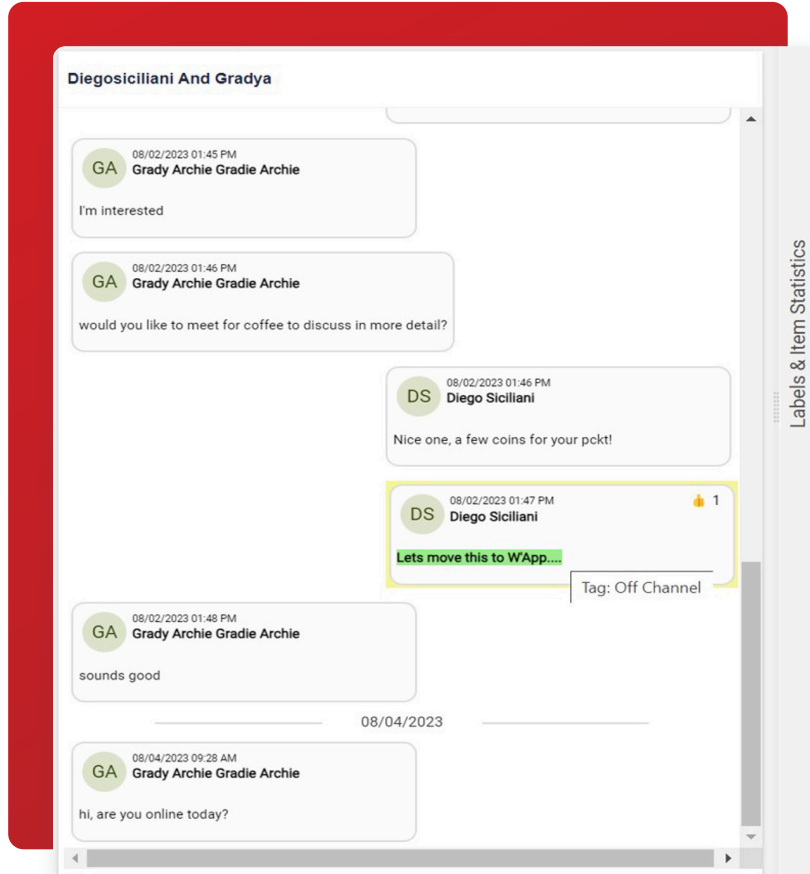 Diegosiciliani And Gradya
GA
08/02/2023 01:45 PM
Grady Archie Gradie Archie
I'm interested
GA
08/02/2023 01:46 PM
Grady Archie Gradie Archie
would you like to meet for coffee to discuss in more detail?
DS
08/02/2023 01:46 PM
Diego Siciliani
Nice one, a few coins for your pckt!
DS
08/02/2023 01:47 PM
👍 1
Diego Siciliani
Lets move this to W'App....
Tag: Off Channel
GA
08/02/2023 01:48 PM
Grady Archie Gradie Archie
sounds good
08/04/2023
GA
08/04/2023 09:28 AM
Grady Archie Gradie Archie
hi, are you online today?
Labels & Item Statistics